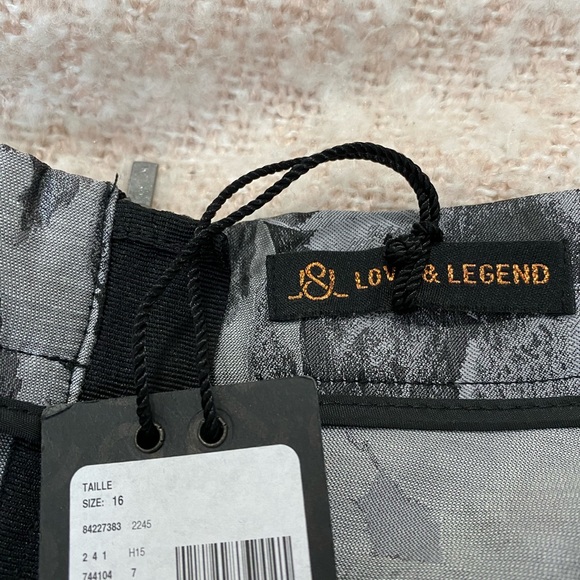 LOVE & LEGEND
TAILLE
SIZE: 16
84227383 2245
2 4 1 H15
744104 7